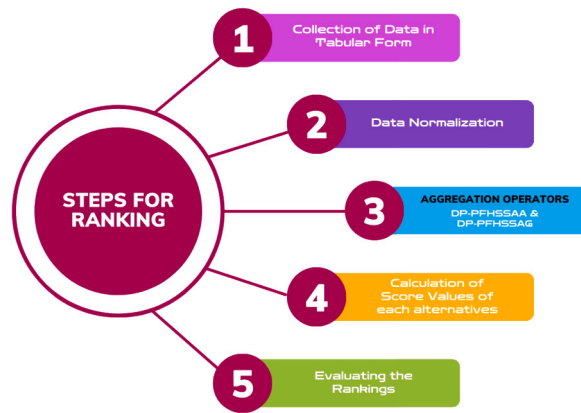 STEPS FOR
RANKING
1
Collection of Data in
Tabular Form
2
Data Normalization
3
AGGREGATION OPERATORS
DP-PFHSSAA &
DP-PFHSSAG
4
Calculation of
Score Values of
each alternatives
5
Evaluating the
Rankings